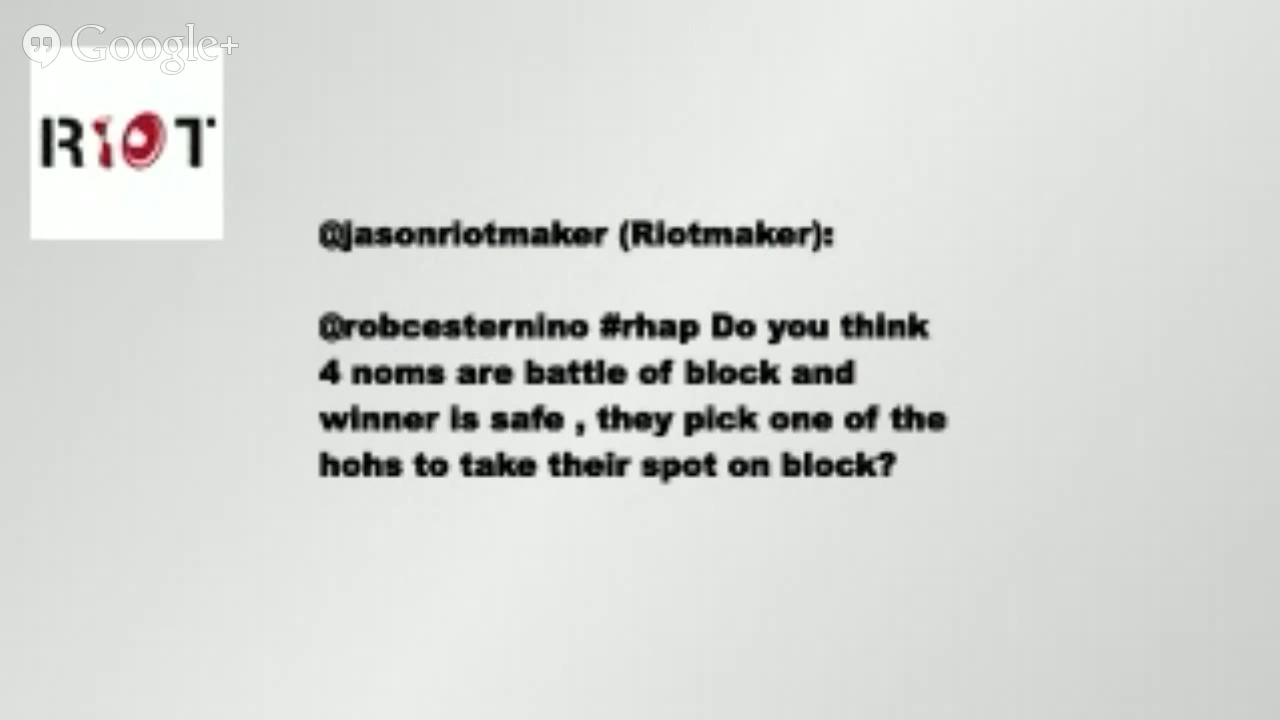 Google+
RIOT
@jasonriotmaker (Riotmaker):
@robcesternino #rhap Do you think
4 noms are battle of block and
winner is safe , they pick one of the
hohs to take their spot on block?